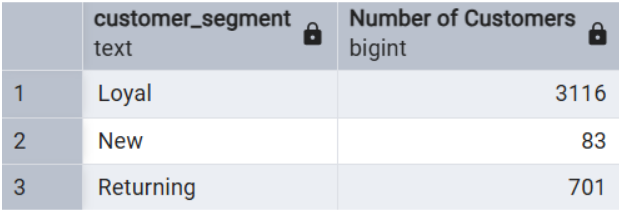 customer_segment Number of Customers
text bigint
1 Loyal 3116
2 New 83
3 Returning 701